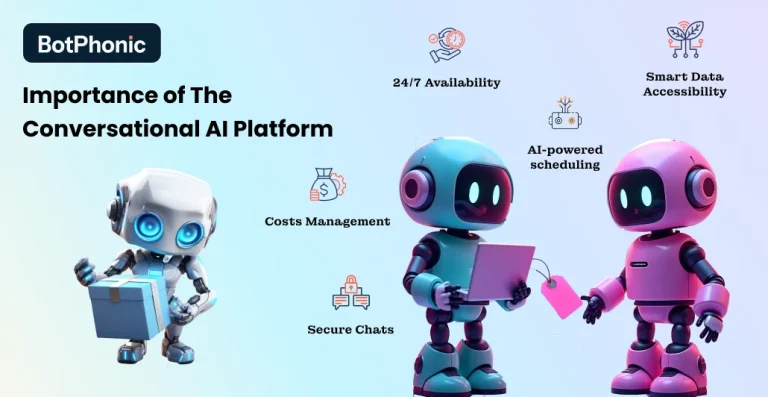 BotPhonic
Importance of The
Conversational AI Platform
24/7 Availability
Smart Data
Accessibility
AI-powered
scheduling
Costs Management
Secure Chats